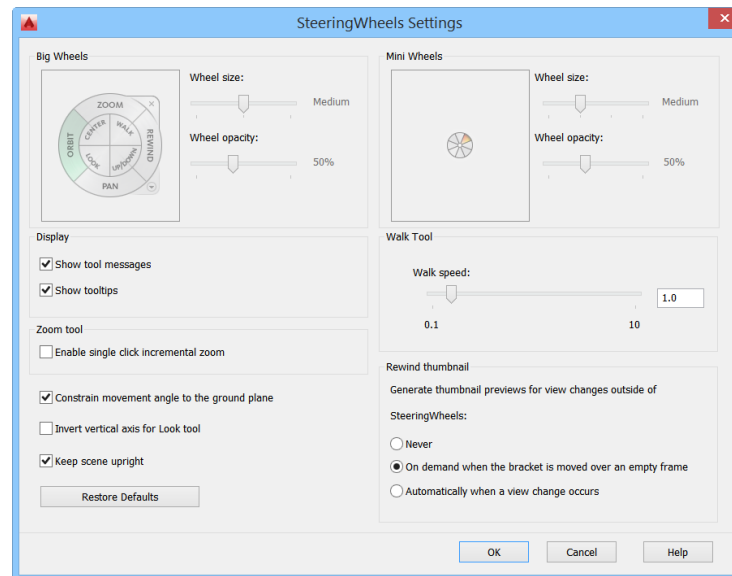 SteeringWheels Settings
Big Wheels
ZOOM
CENTER
WALK
ORBIT
REWIND
LOOK
UP/DOWN
PAN
Wheel size:
Medium
Wheel opacity:
50%
Mini Wheels
Wheel size:
Medium
Wheel opacity:
50%
Display
Show tool messages
Show tooltips
Zoom tool
Enable single click incremental zoom
Constrain movement angle to the ground plane
Invert vertical axis for Look tool
Keep scene upright
Restore Defaults
Walk Tool
Walk speed:
1.0
0.1 10
Rewind thumbnail
Generate thumbnail previews for view changes outside of
SteeringWheels:
Never
On demand when the bracket is moved over an empty frame
Automatically when a view change occurs
OK Cancel Help